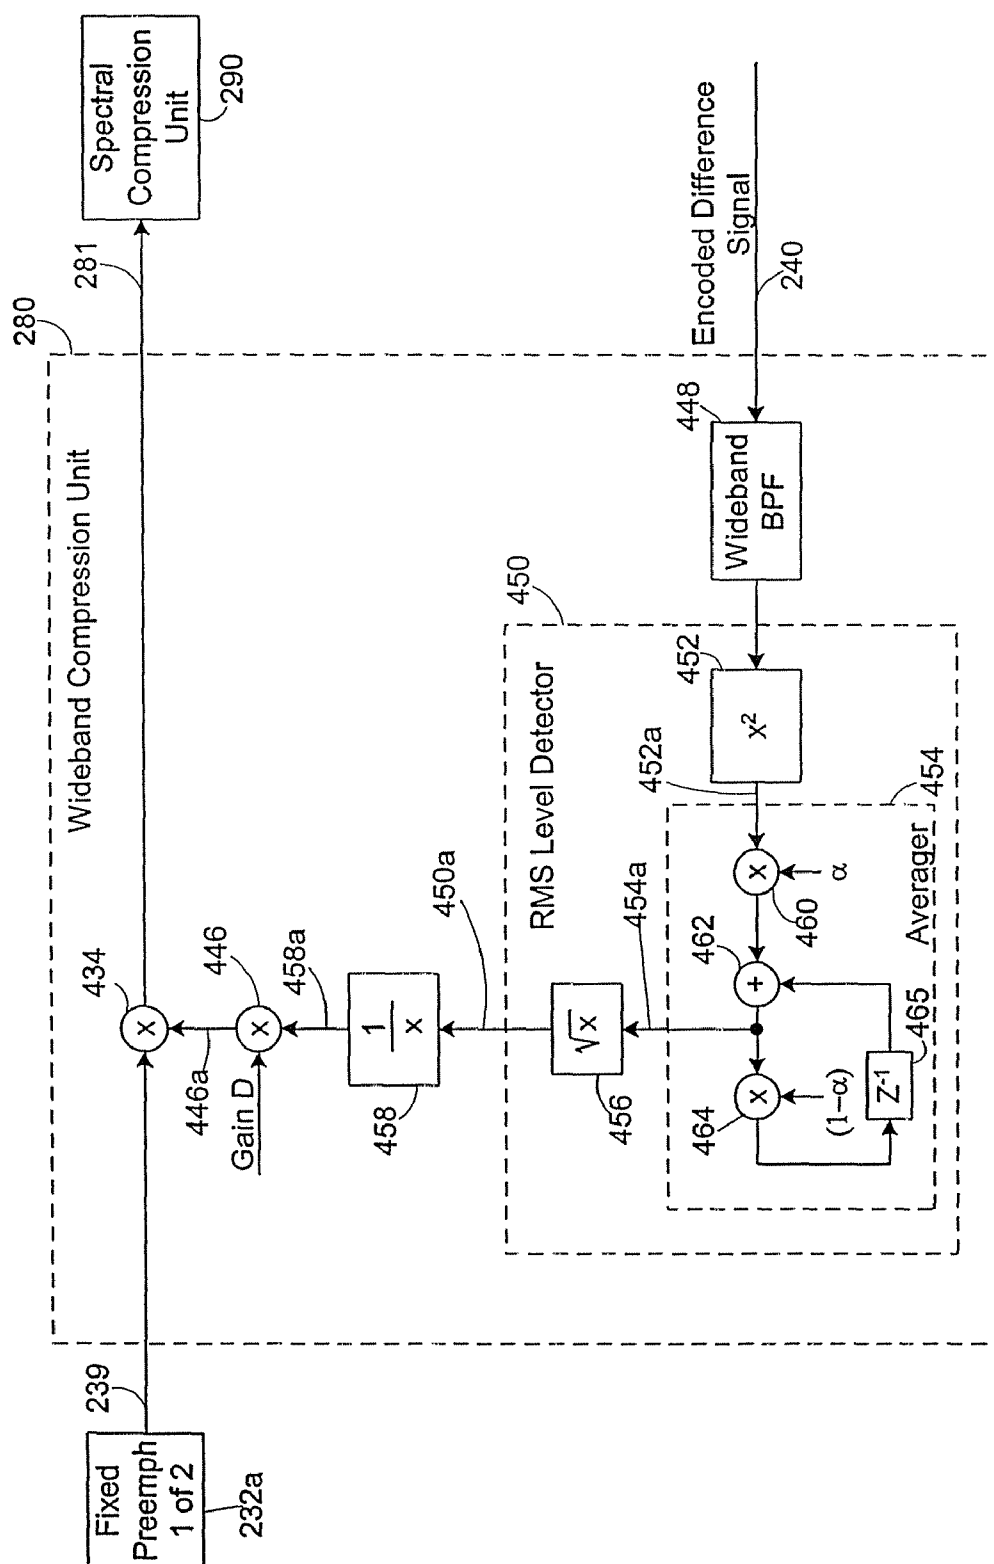 280
Wideband Compression Unit
Fixed
Preemph
1 of 2
232a
239
434
281
Spectral
Compression
Unit
290
446a
446
Gain D
458a
1
x
458
450a
RMS Level Detector
450
√x
456
454a
452a
452
x²
448
Wideband
BPF
Encoded Difference
Signal
240
454
Averager
x
464
(1−α)
+
462
x
460
α
Z⁻¹
465
x
x